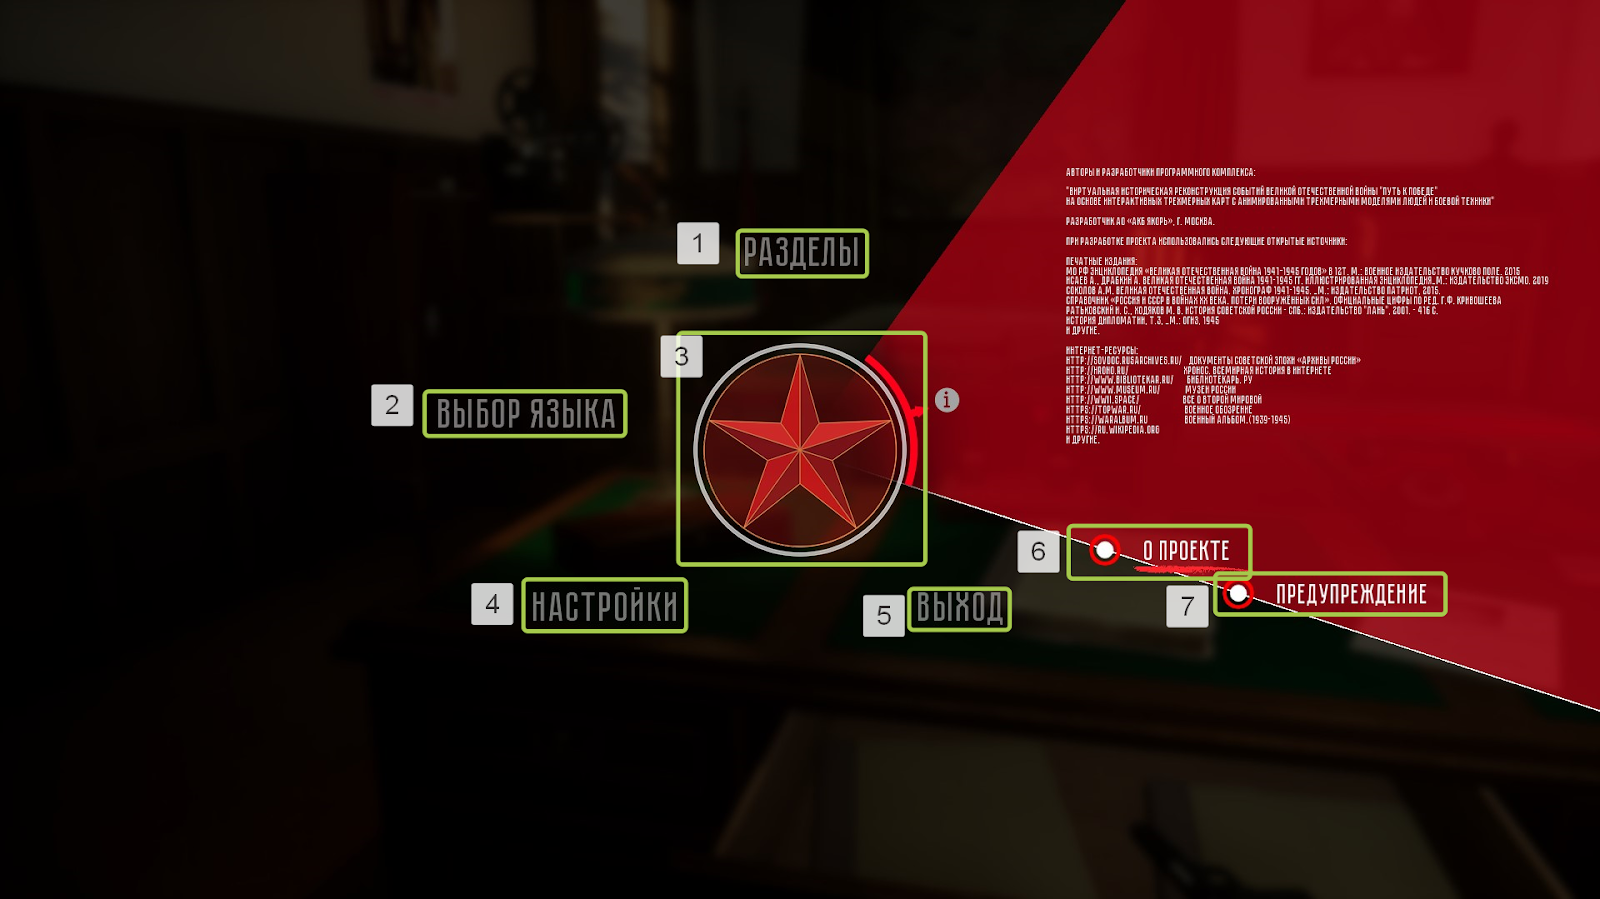 АВТОРЫ И РАЗРАБОТЧИКИ ПРОГРАММНОГО КОМПЛЕКСА:
"ВИРТУАЛЬНАЯ ИСТОРИЧЕСКАЯ РЕКОНСТРУКЦИЯ СОБЫТИЙ ВЕЛИКОЙ ОТЕЧЕСТВЕННОЙ ВОЙНЫ "ПУТЬ К ПОБЕДЕ"
НА ОСНОВЕ ИНТЕРАКТИВНЫХ ТРЕХМЕРНЫХ КАРТ С АНИМИРОВАННЫМИ ТРЕХМЕРНЫМИ МОДЕЛЯМИ ЛЮДЕЙ И БОЕВОЙ ТЕХНИКИ"
РАЗРАБОТЧИК АО «АКБ ЯКОРЬ», Г. МОСКВА.
ПРИ РАЗРАБОТКЕ ПРОЕКТА ИСПОЛЬЗОВАЛИСЬ СЛЕДУЮЩИЕ ОТКРЫТЫЕ ИСТОЧНИКИ:
ПЕЧАТНЫЕ ИЗДАНИЯ:
МО РФ ЭНЦИКЛОПЕДИЯ «ВЕЛИКАЯ ОТЕЧЕСТВЕННАЯ ВОЙНА 1941-1945 ГОДОВ» В 12Т. М.: ВОЕННОЕ ИЗДАТЕЛЬСТВО КУЧКОВО ПОЛЕ, 2015
ИСАЕВ А., ДРАБКИН А. ВЕЛИКАЯ ОТЕЧЕСТВЕННАЯ ВОЙНА 1941-1945 ГГ. ИЛЛЮСТРИРОВАННАЯ ЭНЦИКЛОПЕДИЯ._М.: ИЗДАТЕЛЬСТВО ЭКСМО. 2019
СОКОЛОВ А.М. ВЕЛИКАЯ ОТЕЧЕСТВЕННАЯ ВОЙНА. ХРОНОГРАФ 1941-1945. _М.: ИЗДАТЕЛЬСТВО ПАТРИОТ, 2015.
СПРАВОЧНИК «РОССИЯ И СССР В ВОЙНАХ XX ВЕКА. ПОТЕРИ ВООРУЖЁННЫХ СИЛ». ОФИЦИАЛЬНЫЕ ЦИФРЫ ПО РЕД. Г.Ф. КРИВОШЕЕВА
РАТЬКОВСКИЙ И. С., ХОДЯКОВ М. В. ИСТОРИЯ СОВЕТСКОЙ РОССИИ - СПБ.: ИЗДАТЕЛЬСТВО "ЛАНЬ", 2001. - 416 С.
ИСТОРИЯ ДИПЛОМАТИИ, Т.3, _М.: ОГИЗ, 1945
И ДРУГИЕ.
ИНТЕРНЕТ-РЕСУРСЫ:
HTTP://SOVDOC.RUSARCHIVES.RU/ ДОКУМЕНТЫ СОВЕТСКОЙ ЭПОХИ «АРХИВЫ РОССИИ»
HTTP://HRONO.RU/ ХРОНОС. ВСЕМИРНАЯ ИСТОРИЯ В ИНТЕРНЕТЕ
HTTP://WWW.BIBLIOTEKAR.RU/ БИБЛИОТЕКАРЬ. РУ
HTTP://WWW.MUSEUM.RU/ МУЗЕИ РОССИИ
HTTP://WWII.SPACE/ ВСЕ О ВТОРОЙ МИРОВОЙ
HTTPS://TOPWAR.RU/ ВОЕННОЕ ОБОЗРЕНИЕ
HTTPS://WARALBUM.RU ВОЕННЫЙ АЛЬБОМ. (1939-1945)
HTTPS://RU.WIKIPEDIA.ORG
И ДРУГИЕ.
1 РАЗДЕЛЫ
3
2 ВЫБОР ЯЗЫКА
i
6 О ПРОЕКТЕ
4 НАСТРОЙКИ
5 ВЫХОД
7 ПРЕДУПРЕЖДЕНИЕ